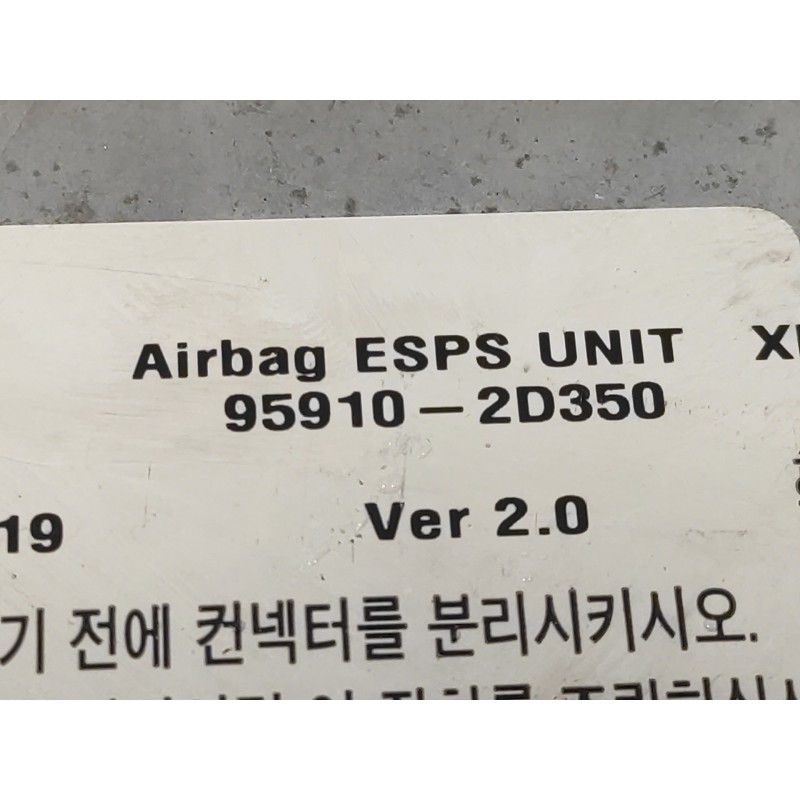 Airbag ESPS UNIT
95910-2D350
19 Ver 2.0
기 전에 컨넥터를 분리시키시오.